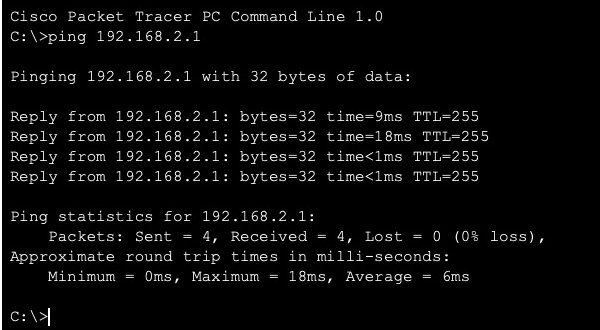 Cisco Packet Tracer PC Command Line 1.0
C:\>ping 192.168.2.1
Pinging 192.168.2.1 with 32 bytes of data:
Reply from 192.168.2.1: bytes=32 time=9ms TTL=255
Reply from 192.168.2.1: bytes=32 time=18ms TTL=255
Reply from 192.168.2.1: bytes=32 time<1ms TTL=255
Reply from 192.168.2.1: bytes=32 time<1ms TTL=255
Ping statistics for 192.168.2.1:
    Packets: Sent = 4, Received = 4, Lost = 0 (0% loss),
Approximate round trip times in milli-seconds:
    Minimum = 0ms, Maximum = 18ms, Average = 6ms
C:\>